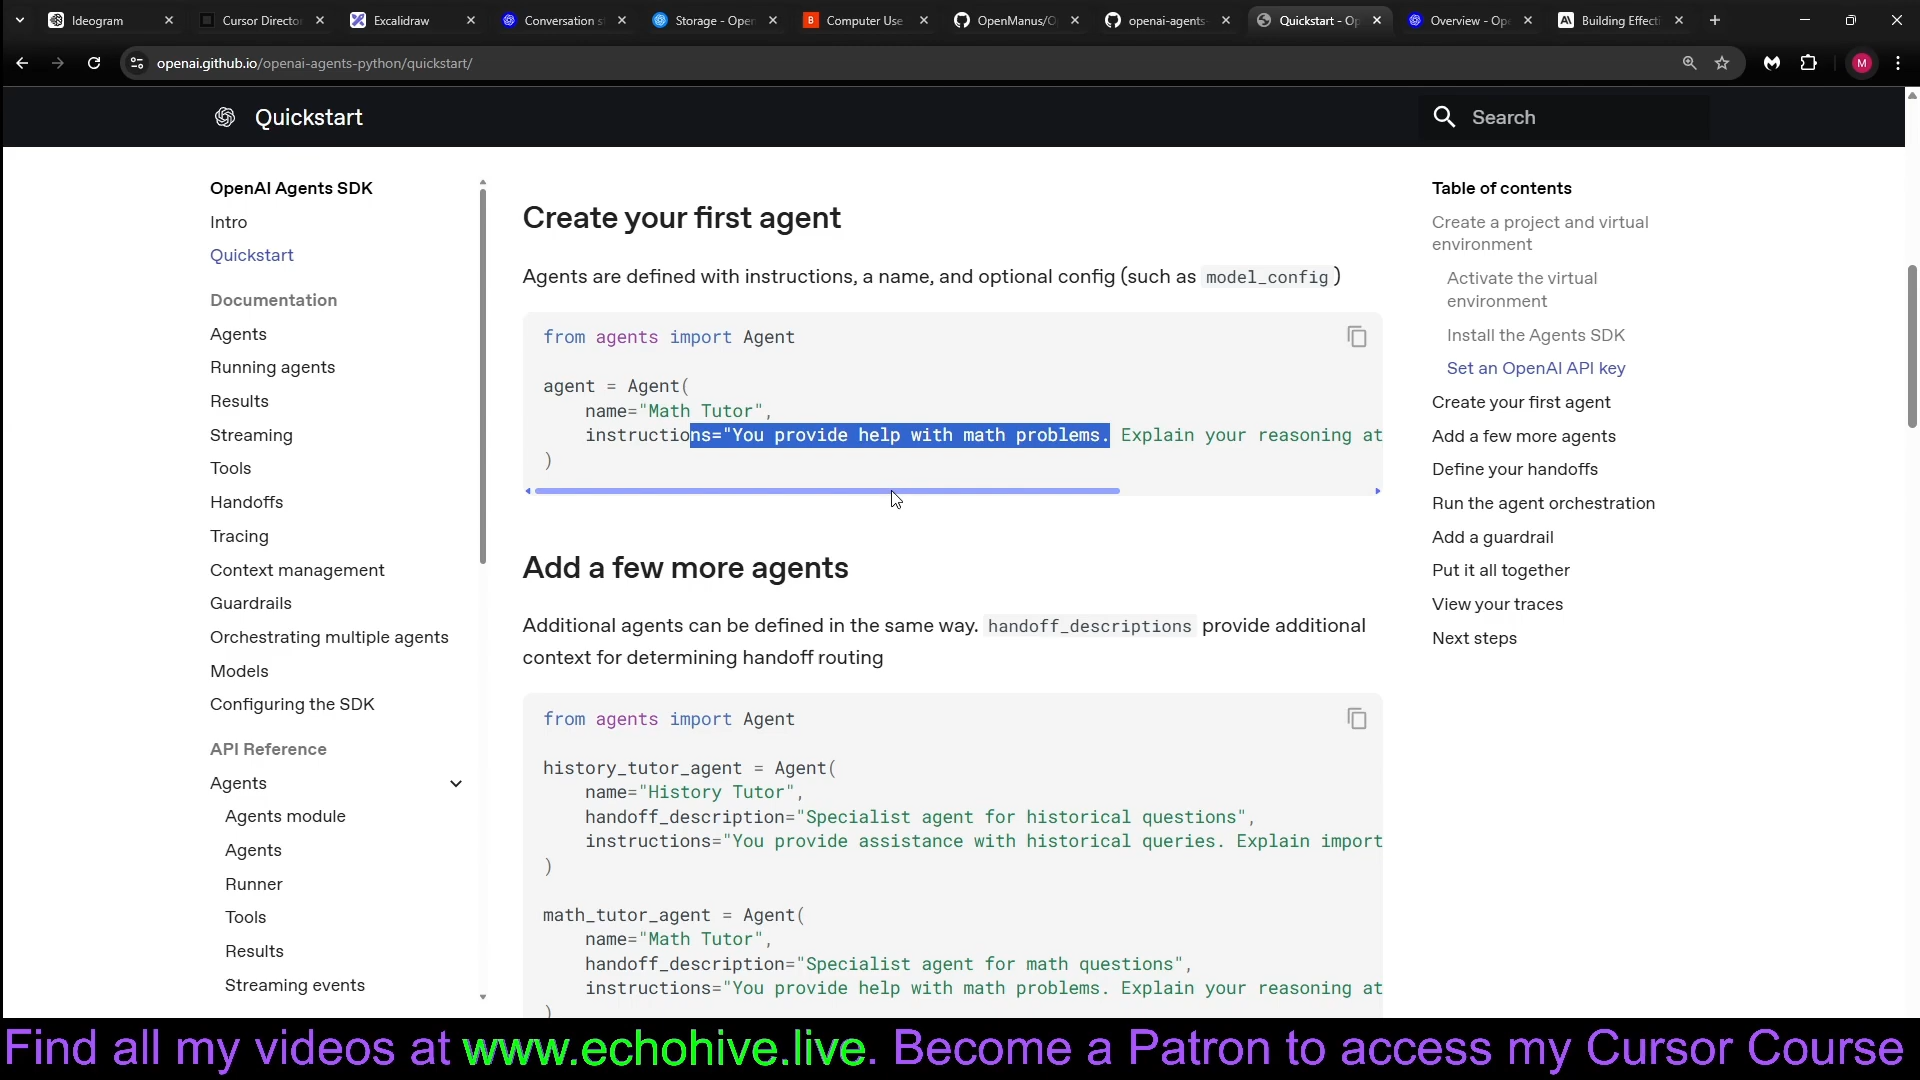 Ideogram
Cursor Directo
Excalidraw
Conversation s
Storage - Open
Computer Use
OpenManus/O
openai-agents-
Quickstart - Op
Overview - Ope
Building Effecti
openai.github.io/openai-agents-python/quickstart/
M
Quickstart
Search
OpenAI Agents SDK
Intro
Quickstart
Documentation
Agents
Running agents
Results
Streaming
Tools
Handoffs
Tracing
Context management
Guardrails
Orchestrating multiple agents
Models
Configuring the SDK
API Reference
Agents
Agents module
Agents
Runner
Tools
Results
Streaming events
Create your first agent
Agents are defined with instructions, a name, and optional config (such as model_config )
from agents import Agent
agent = Agent(
name="Math Tutor",
instructions="You provide help with math problems. Explain your reasoning at
)
Add a few more agents
Additional agents can be defined in the same way. handoff_descriptions provide additional
context for determining handoff routing
from agents import Agent
history_tutor_agent = Agent(
name="History Tutor",
handoff_description="Specialist agent for historical questions",
instructions="You provide assistance with historical queries. Explain import
)
math_tutor_agent = Agent(
name="Math Tutor",
handoff_description="Specialist agent for math questions",
instructions="You provide help with math problems. Explain your reasoning at
)
Table of contents
Create a project and virtual
environment
Activate the virtual
environment
Install the Agents SDK
Set an OpenAI API key
Create your first agent
Add a few more agents
Define your handoffs
Run the agent orchestration
Add a guardrail
Put it all together
View your traces
Next steps
Find all my videos at www.echohive.live. Become a Patron to access my Cursor Course